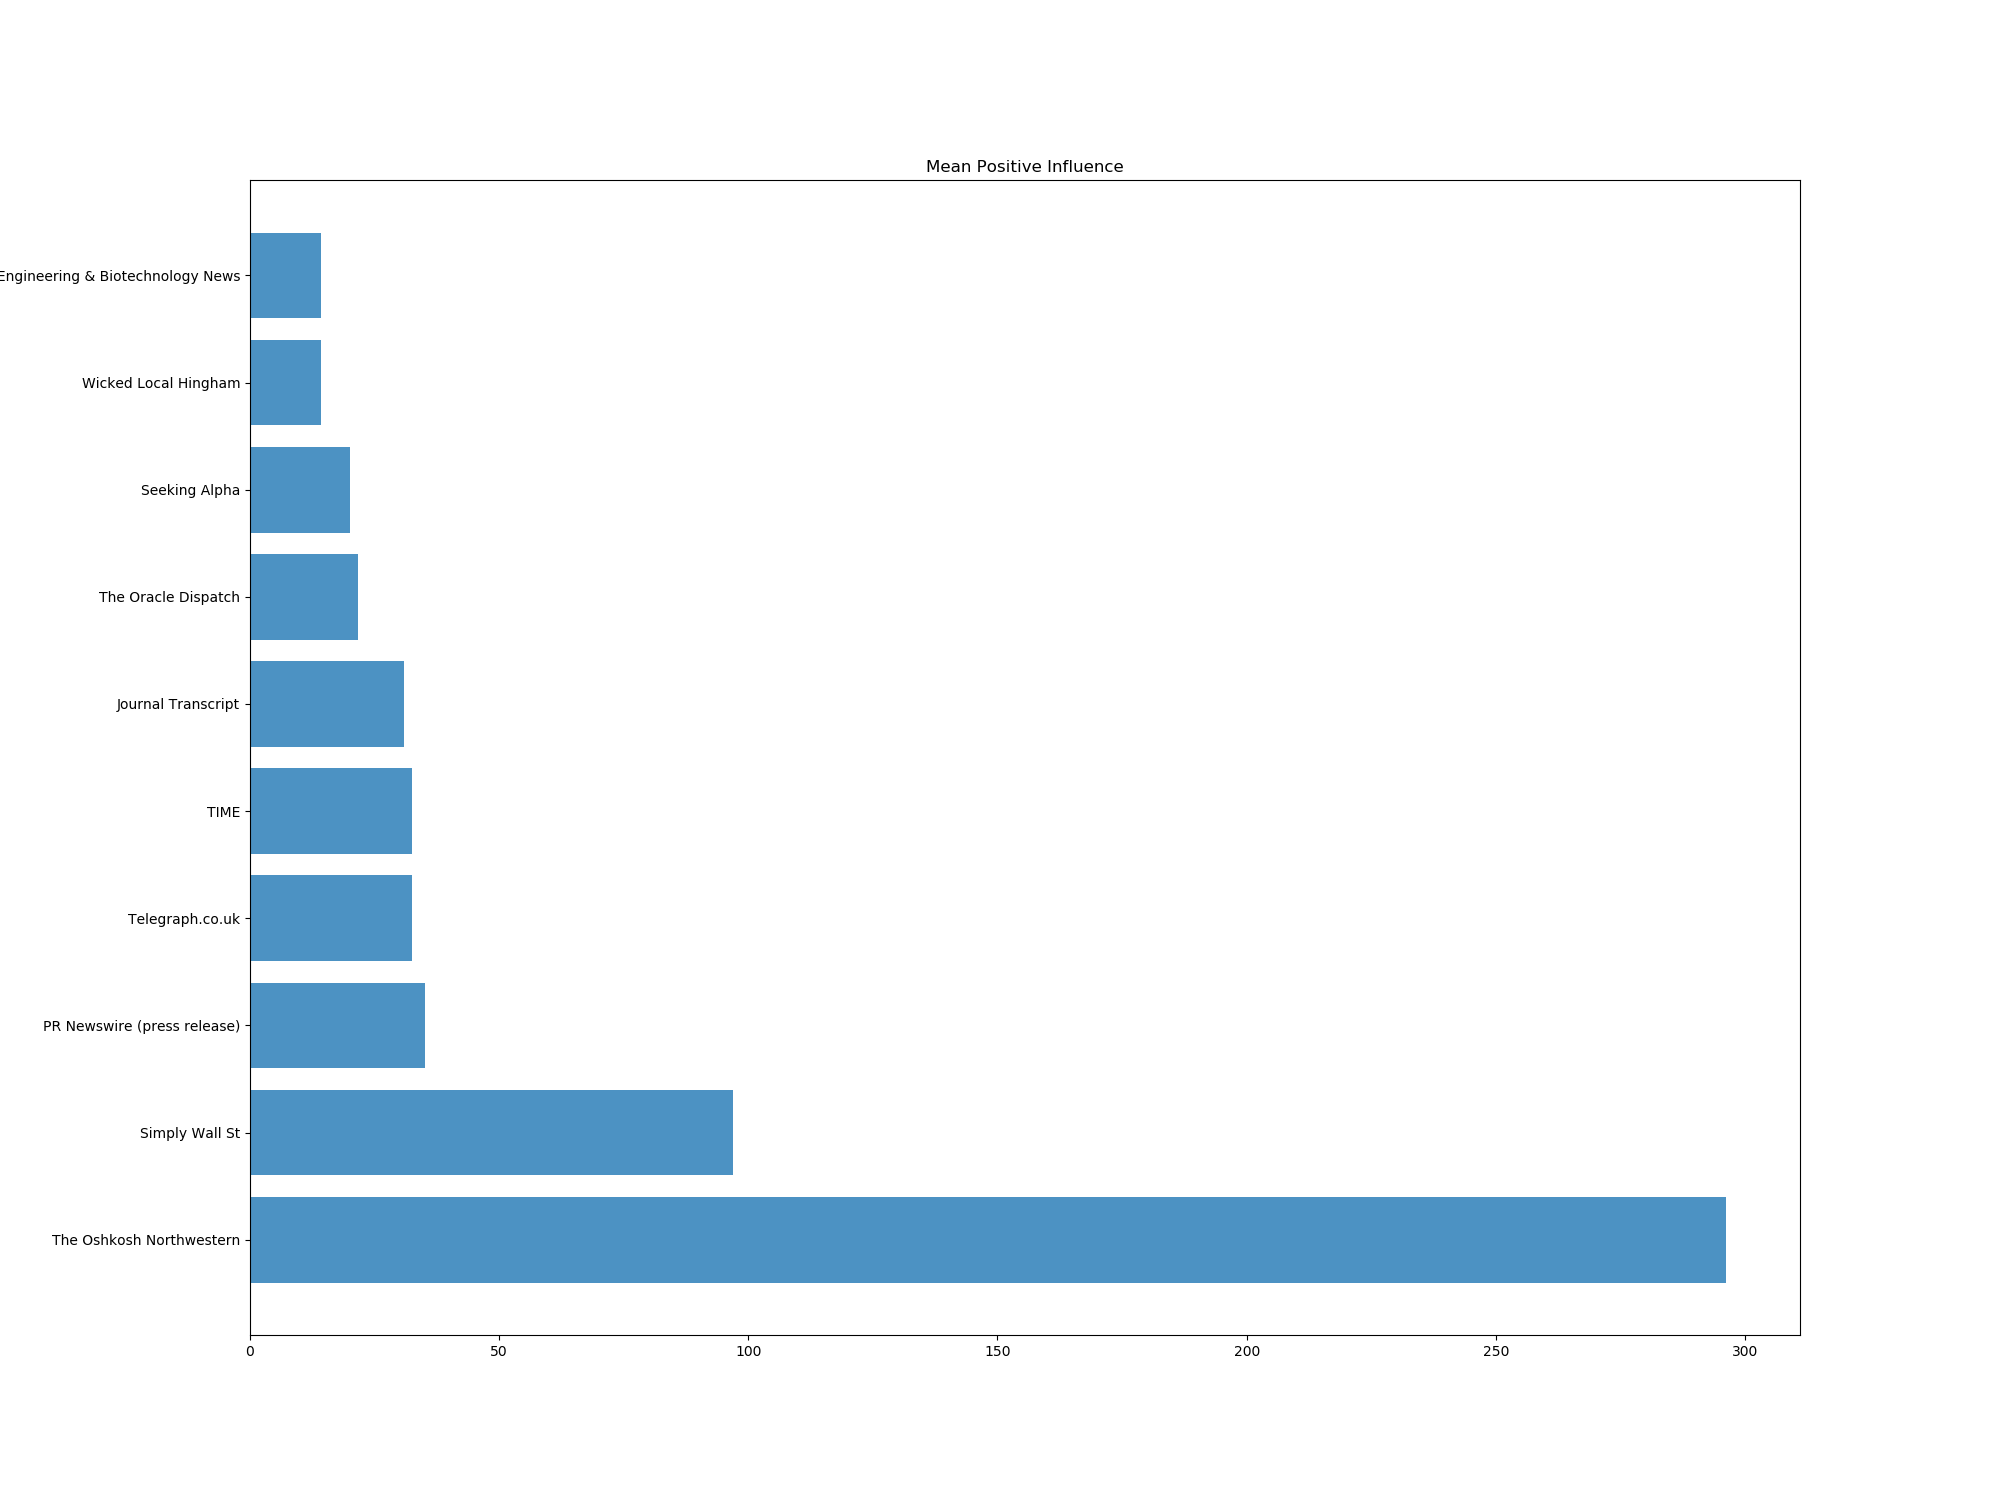 Mean Positive Influence
Engineering & Biotechnology News
Wicked Local Hingham
Seeking Alpha
The Oracle Dispatch
Journal Transcript
TIME
Telegraph.co.uk
PR Newswire (press release)
Simply Wall St
The Oshkosh Northwestern
0 50 100 150 200 250 300